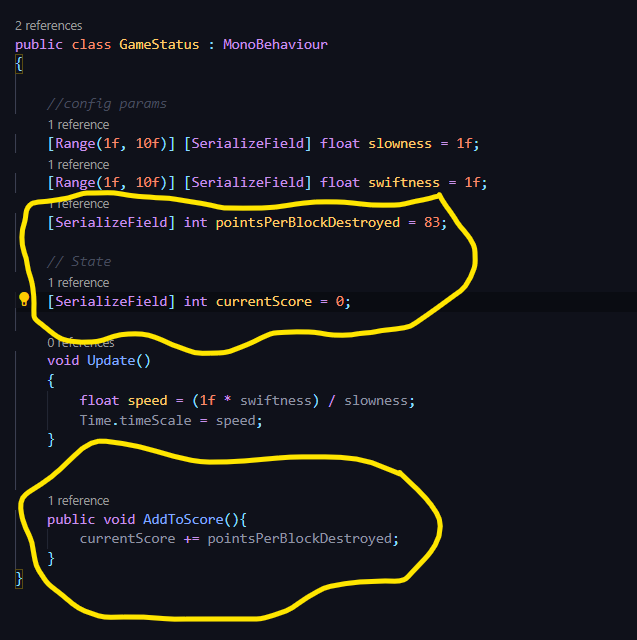 2 references
public class GameStatus : MonoBehaviour
{
//config params
1 reference
[Range(1f, 10f)] [SerializeField] float slowness = 1f;
1 reference
[Range(1f, 10f)] [SerializeField] float swiftness = 1f;
1 reference
[SerializeField] int pointsPerBlockDestroyed = 83;
// State
1 reference
[SerializeField] int currentScore = 0;
0 references
void Update()
{
float speed = (1f * swiftness) / slowness;
Time.timeScale = speed;
}
1 reference
public void AddToScore(){
currentScore += pointsPerBlockDestroyed;
}
}